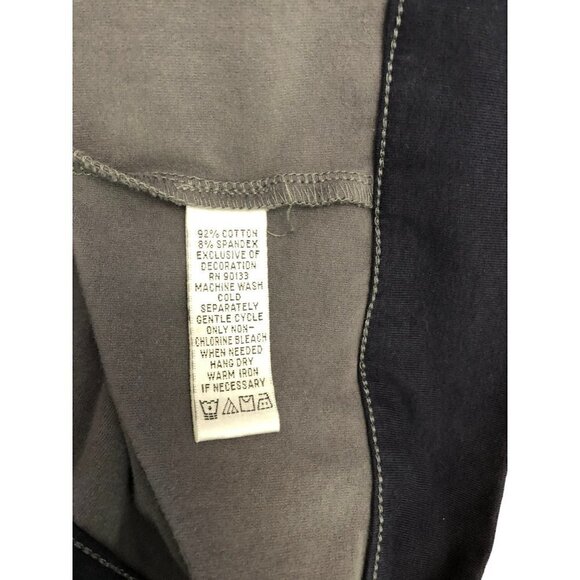 92% COTTON
8% SPANDEX
EXCLUSIVE OF
DECORATION
RN 90133
MACHINE WASH
COLD
SEPARATELY
GENTLE CYCLE
ONLY NON-
CHLORINE BLEACH
WHEN NEEDED
HANG DRY
WARM IRON
IF NECESSARY